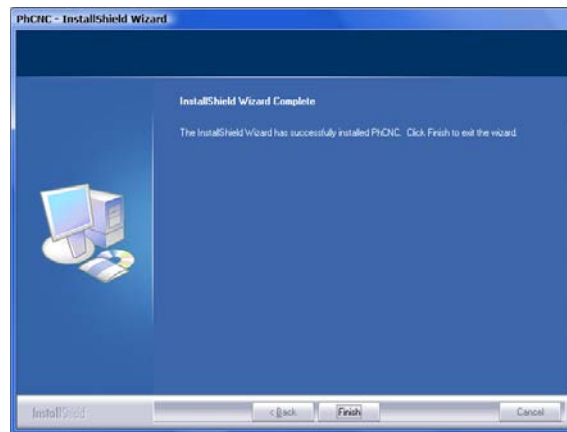 PhCNC - InstallShield Wizard
InstallShield Wizard Complete
The InstallShield Wizard has successfully installed PhCNC. Click Finish to exit the wizard.
InstallShield
< Back
Finish
Cancel